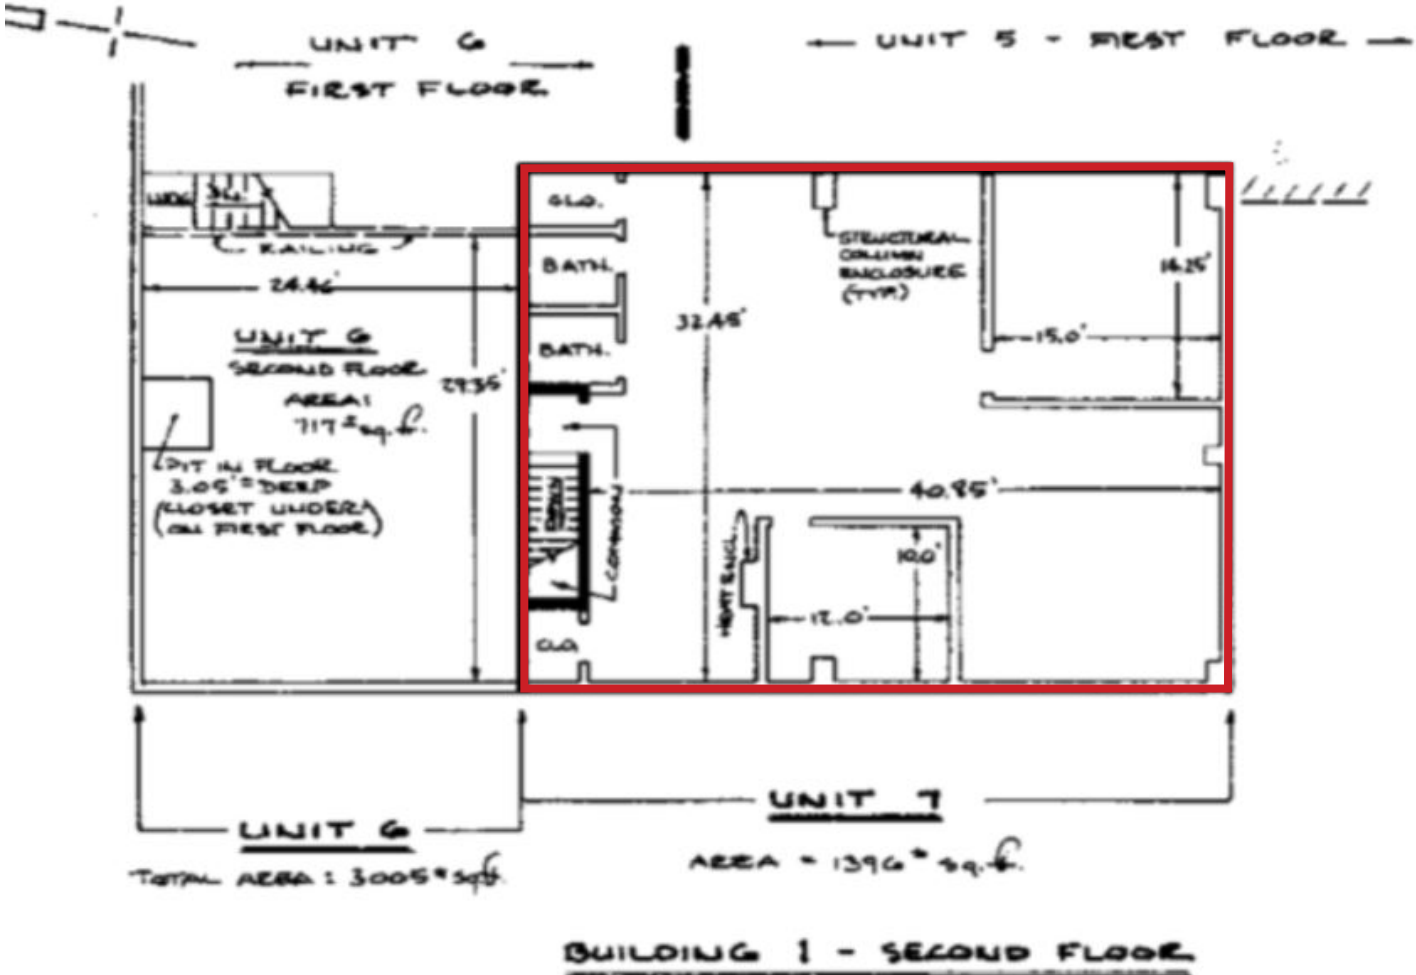 UNIT 6
FIRST FLOOR
UNIT 5 - FIRST FLOOR
CLO.
RAILING
BATH.
STRUCTURAL
COLUMN
ENCLOSURE
(TYP.)
24.46'
32.45'
15.0'
UNIT 6
SECOND FLOOR
AREA:
717± sq.ft.
29.35'
BATH.
PIT IN FLOOR
3.05'± DEEP
(CLOSET UNDER)
(ON FIRST FLOOR)
40.85'
COMMON
HEAT ENCL.
10.0'
12.0'
CLO.
UNIT 7
AREA = 1396± sq.ft.
UNIT 6
TOTAL AREA: 3005± sq.ft.
BUILDING 1 - SECOND FLOOR